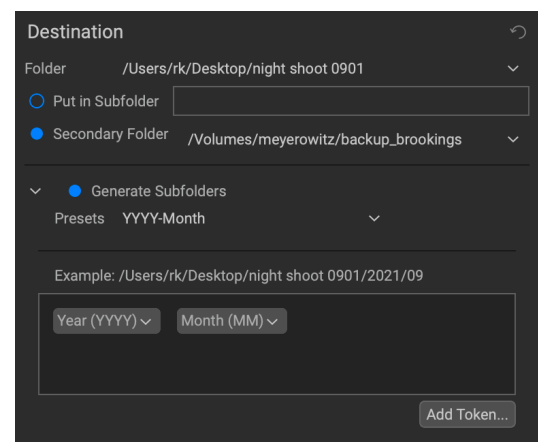 Destination
Folder /Users/rk/Desktop/night shoot 0901
Put in Subfolder
Secondary Folder /Volumes/meyerowitz/backup_brookings
Generate Subfolders
Presets YYYY-Month
Example: /Users/rk/Desktop/night shoot 0901/2021/09
Year (YYYY) Month (MM)
Add Token...